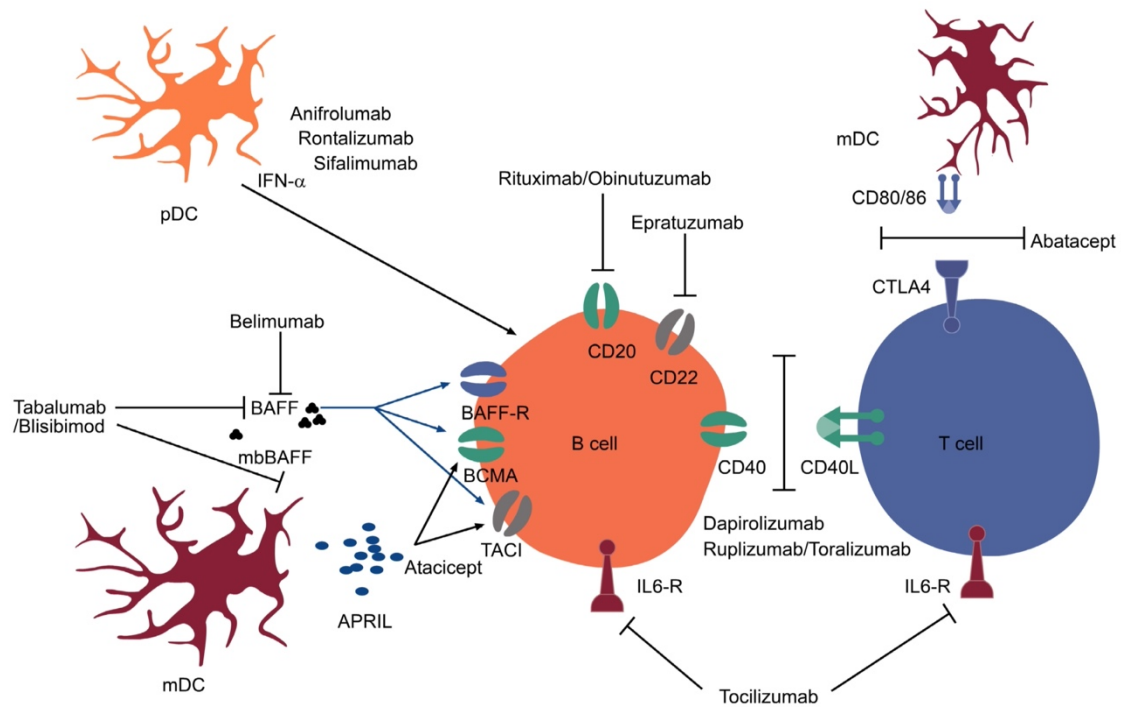 Anifrolumab
Rontalizumab
Sifalimumab
IFN-α
pDC
mDC
Rituximab/Obinutuzumab
CD80/86
Epratuzumab
Abatacept
CTLA4
Belimumab
CD20
CD22
Tabalumab
/Blisibimod
BAFF
BAFF-R
mbBAFF
B cell
T cell
BCMA
CD40
CD40L
Dapirolizumab
Ruplizumab/Toralizumab
TACI
Atacicept
IL6-R
IL6-R
APRIL
mDC
Tocilizumab